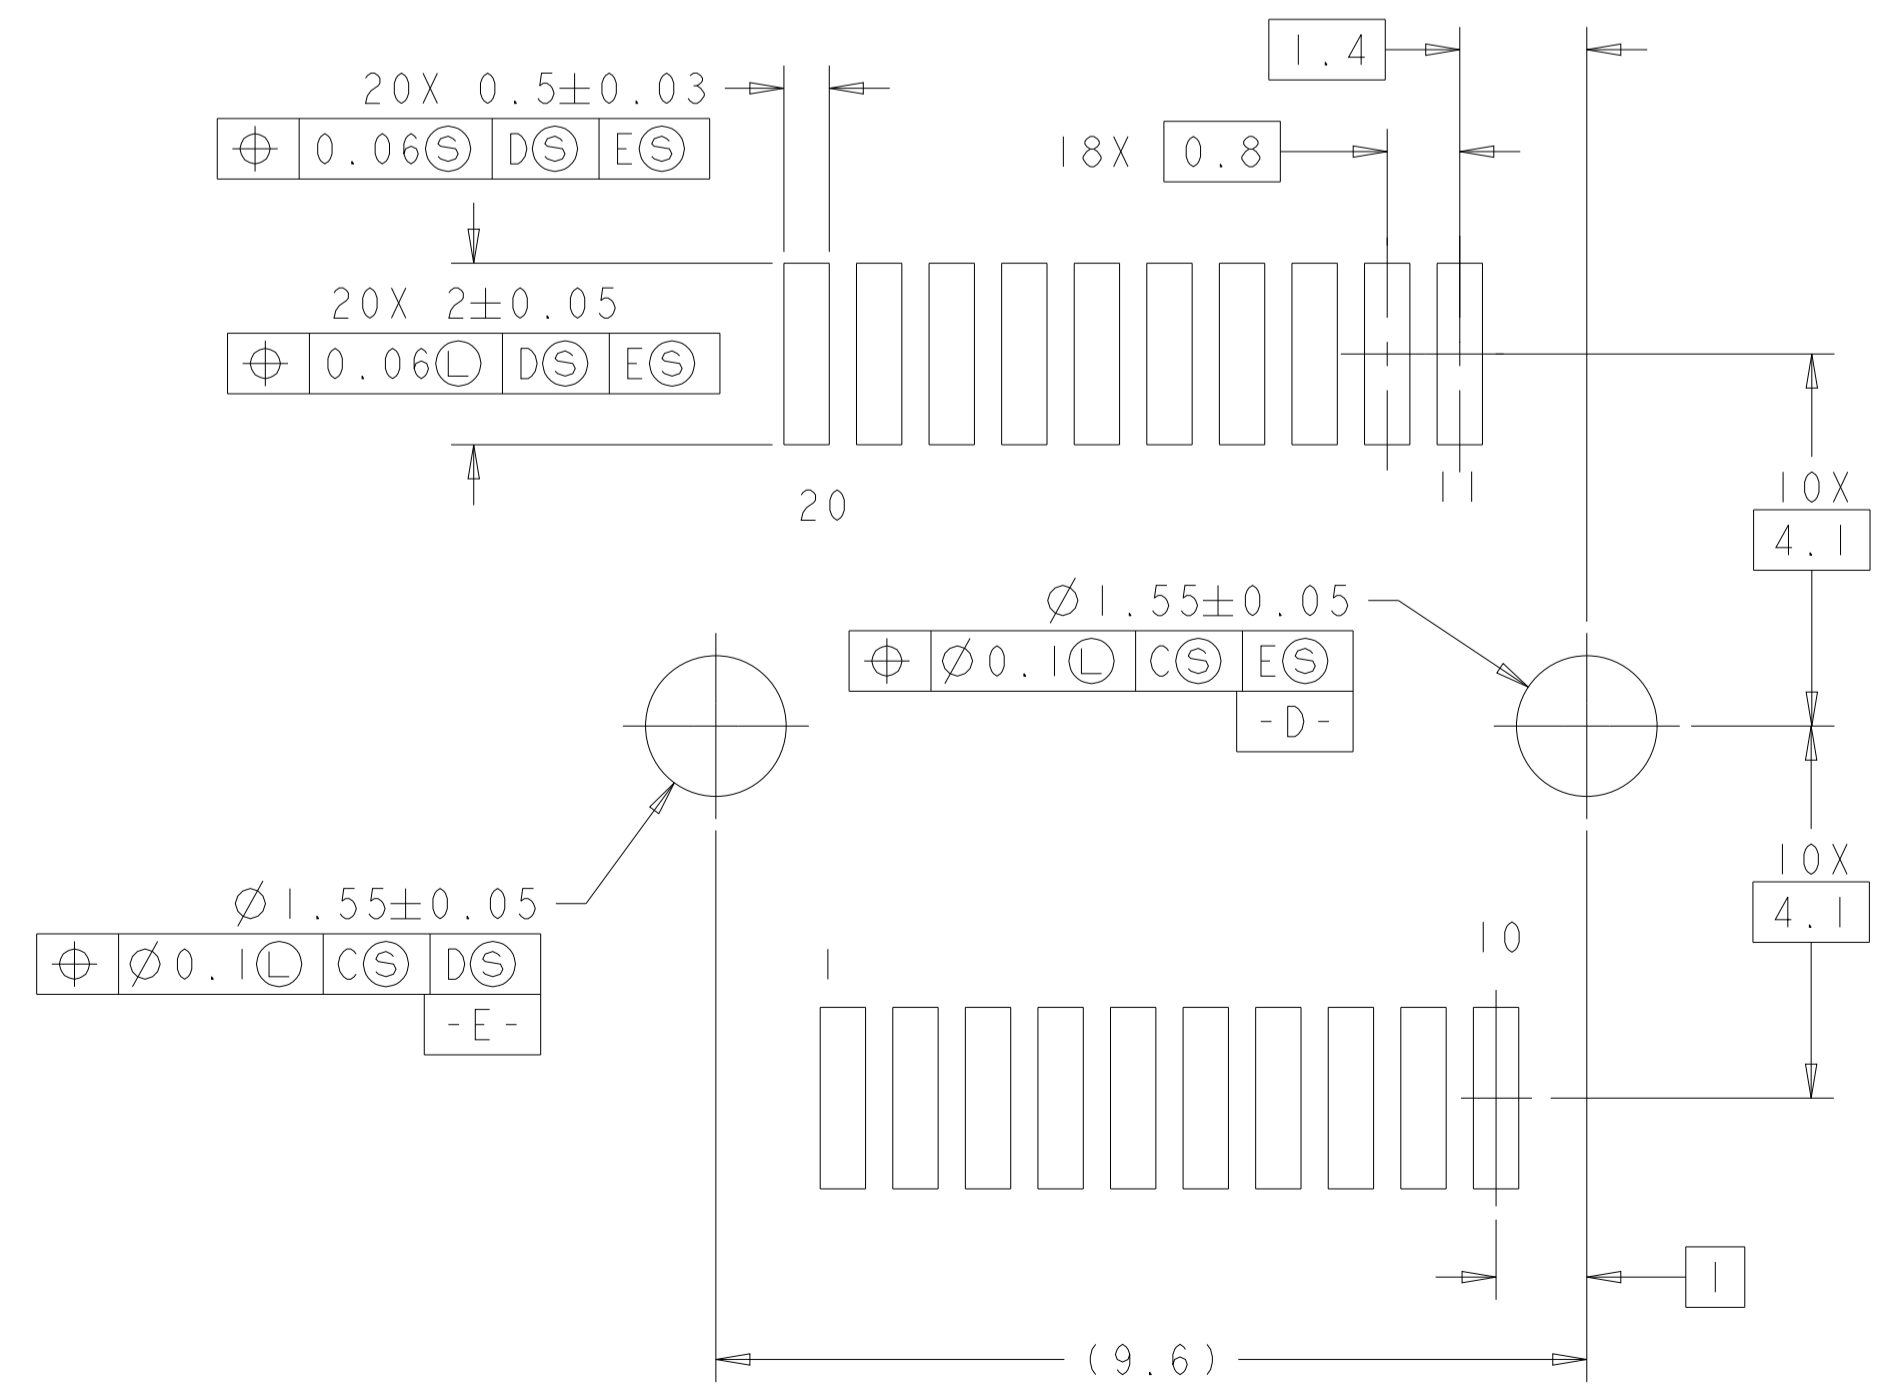 1.4
20X 0.5±0.03
18X 0.8
⌖ 0.06Ⓢ DⓈ EⓈ
20X 2±0.05
⌖ 0.06Ⓛ DⓈ EⓈ
20
11
10X
4.1
Ø1.55±0.05
⌖ Ø0.1Ⓛ CⓈ EⓈ
-D-
Ø1.55±0.05
⌖ Ø0.1Ⓛ CⓈ DⓈ
-E-
10X
4.1
1
10
1
(9.6)